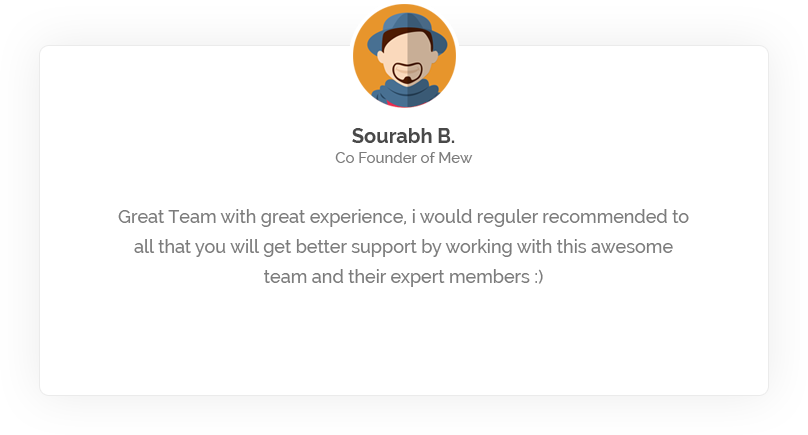 Sourabh B.
Co Founder of Mew
Great Team with great experience, i would reguler recommended to
all that you will get better support by working with this awesome
team and their expert members :)